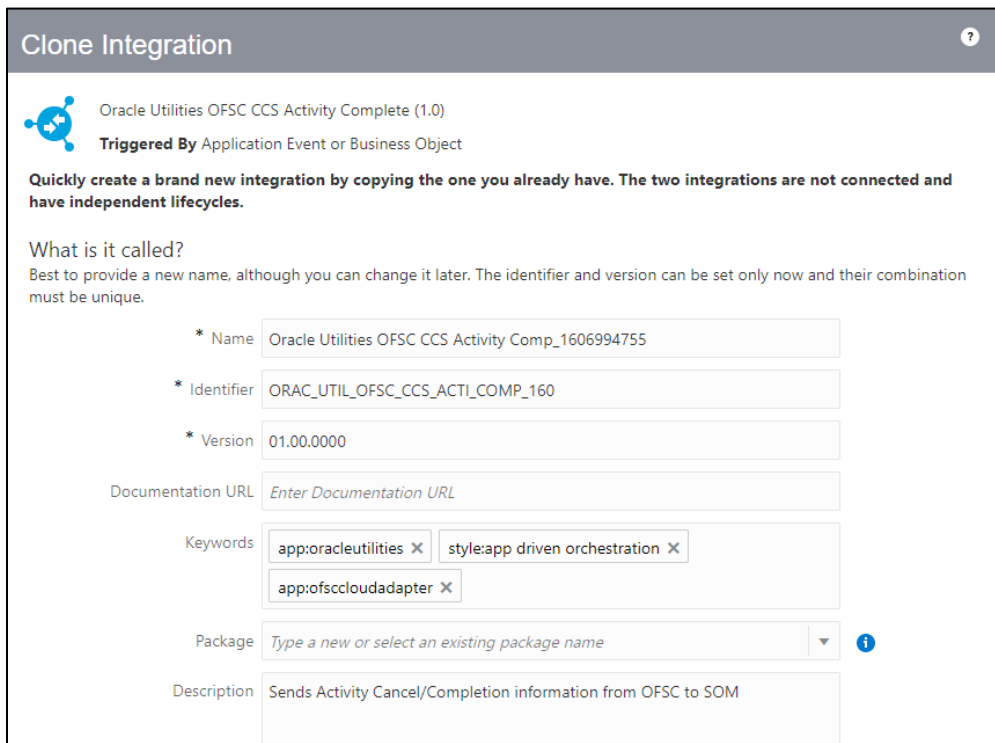 Clone Integration
?
Oracle Utilities OFSC CCS Activity Complete (1.0)
Triggered By Application Event or Business Object
Quickly create a brand new integration by copying the one you already have. The two integrations are not connected and
have independent lifecycles.
What is it called?
Best to provide a new name, although you can change it later. The identifier and version can be set only now and their combination
must be unique.
* Name Oracle Utilities OFSC CCS Activity Comp_1606994755
* Identifier ORAC_UTIL_OFSC_CCS_ACTI_COMP_160
* Version 01.00.0000
Documentation URL Enter Documentation URL
Keywords app:oracleutilities × style:app driven orchestration ×
app:ofsccloudadapter ×
Package Type a new or select an existing package name i
Description Sends Activity Cancel/Completion information from OFSC to SOM